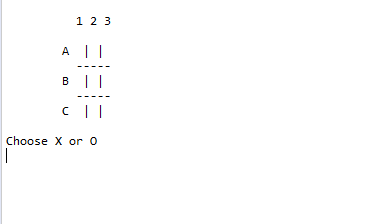 1 2 3
A | |
-----
B | |
-----
C | |
Choose X or O